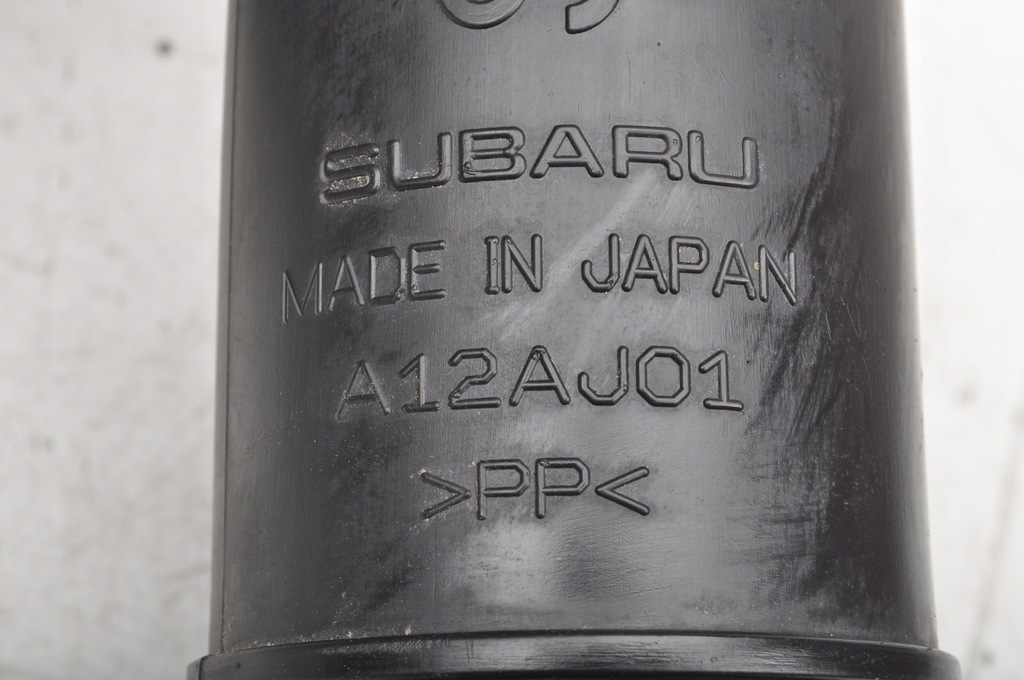 SUBARU
MADE IN JAPAN
A12AJ01
>PP<